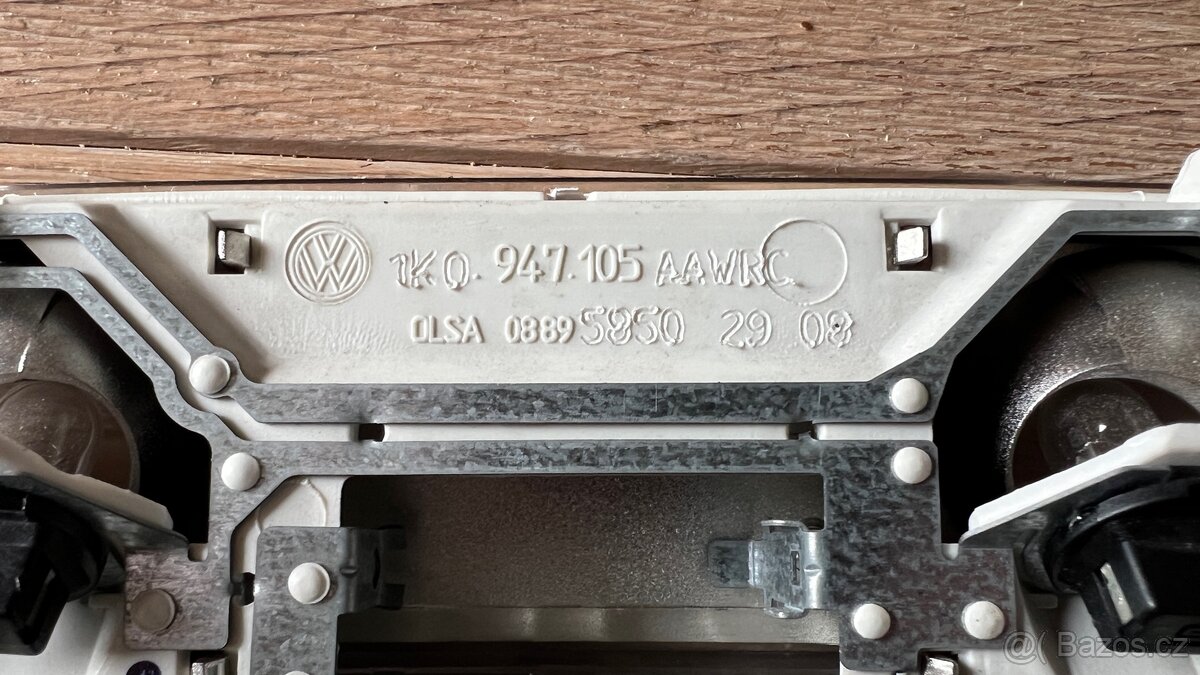 1K0.947.105 AAWRC
OLSA 0889 5850 29 08
@( Bazos.cz